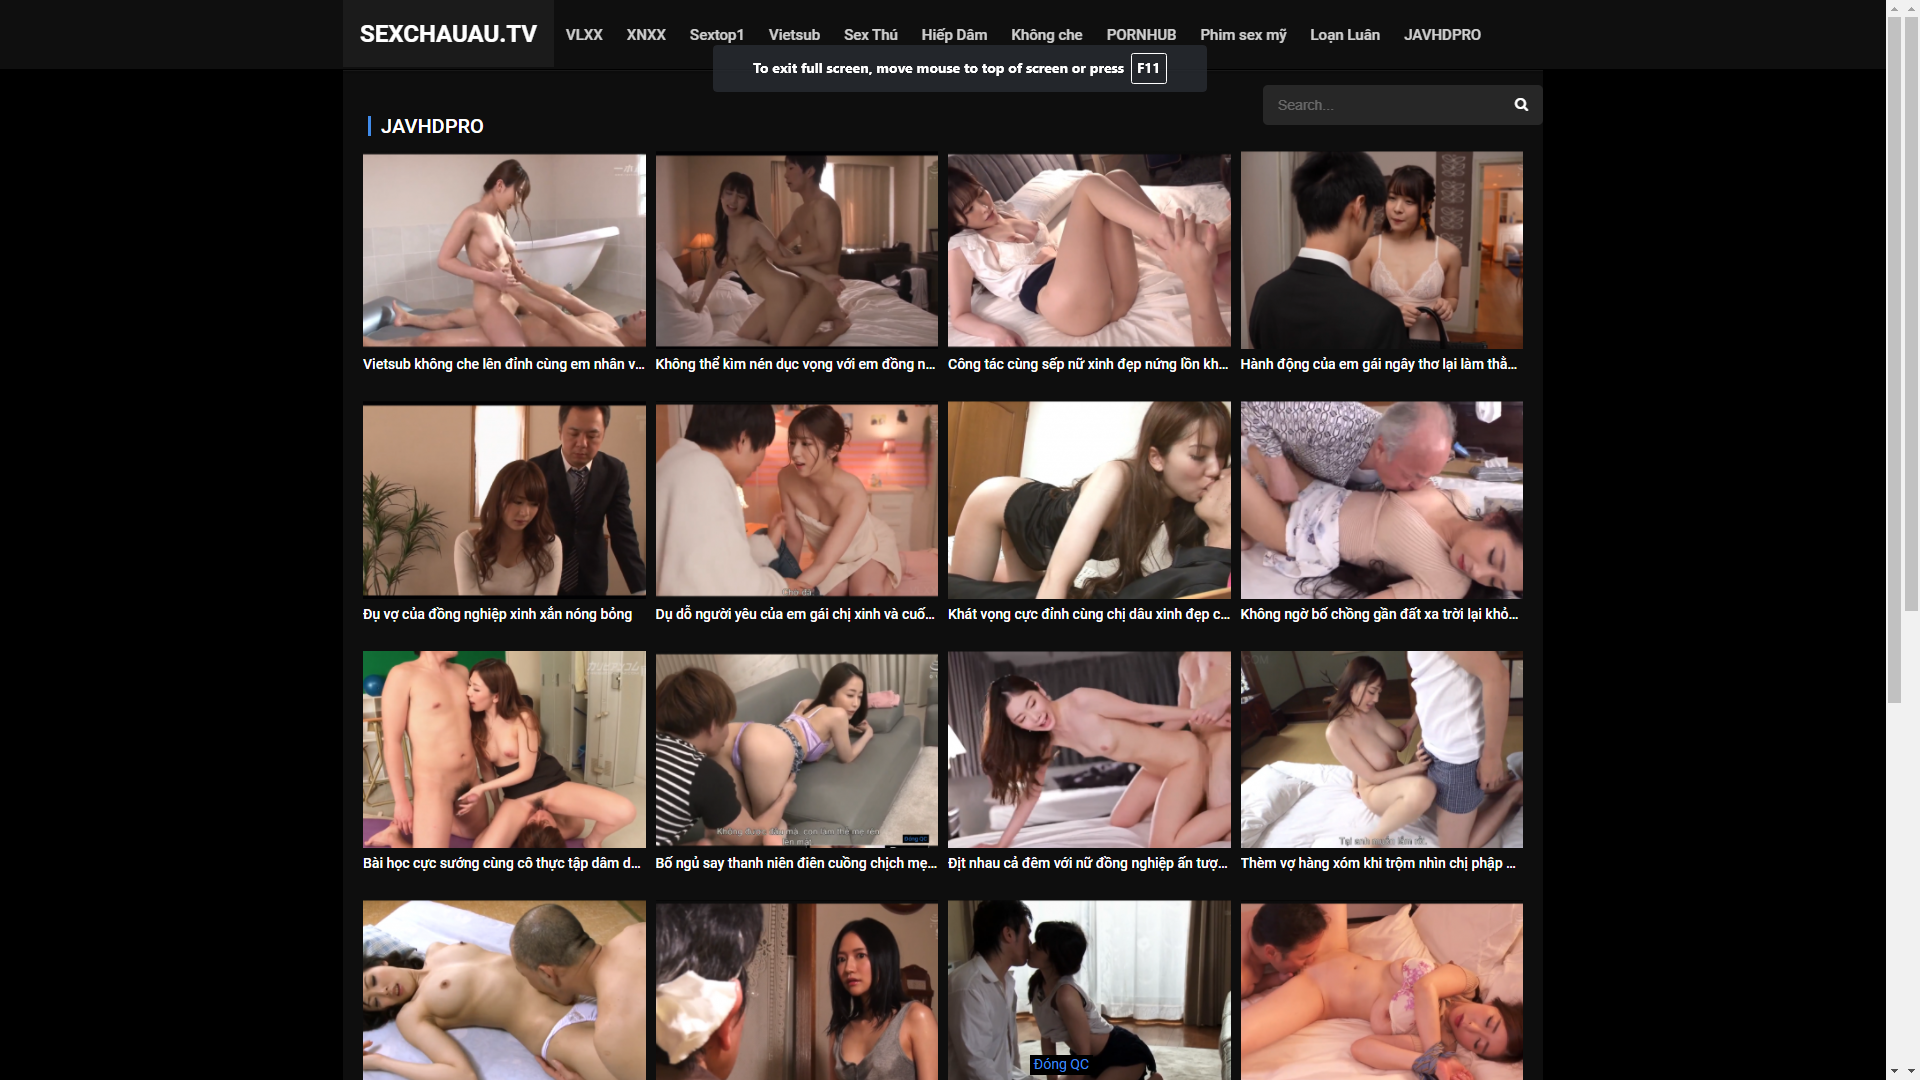 SEXCHAUAU.TV VLXX XNXX Sextop1 Vietsub Sex Thú Hiếp Dâm Không che PORNHUB Phim sex mỹ Loạn Luân JAVHDPRO
To exit full screen, move mouse to top of screen or press F11
Search...
JAVHDPRO
Vietsub không che lên đỉnh cùng em nhân v...
Không thể kìm nén dục vọng với em đồng n...
Công tác cùng sếp nữ xinh đẹp nứng lồn kh...
Hành động của em gái ngây thơ lại làm thằ...
Đụ vợ của đồng nghiệp xinh xắn nóng bỏng
Dụ dỗ người yêu của em gái chị xinh và cuố...
Khát vọng cực đỉnh cùng chị dâu xinh đẹp c...
Không ngờ bố chồng gần đất xa trời lại khỏ...
Bài học cực sướng cùng cô thực tập dâm d...
Bố ngủ say thanh niên điên cuồng chịch mẹ...
Địt nhau cả đêm với nữ đồng nghiệp ấn tượ...
Thèm vợ hàng xóm khi trộm nhìn chị phập ...
Đóng QC